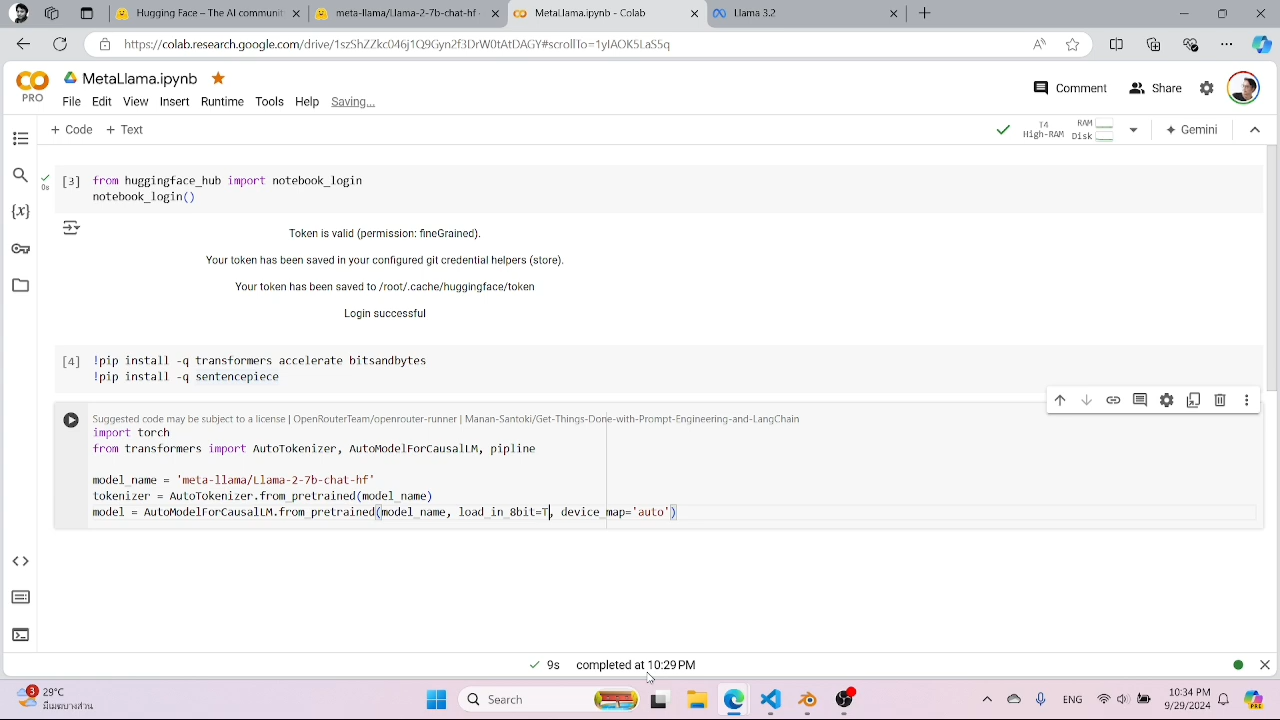 Hugging Face – The AI communit
meta-llama/Llama-2-7b-chat-hf ·
MetaLlama.ipynb - Colab
Llama 3.2
https://colab.research.google.com/drive/1szShZZkc046j1Q9Gyn2f3DrW0tAtDAGY#scrollTo=1yIAOK5LaS5q
MetaLlama.ipynb
PRO
File Edit View Insert Runtime Tools Help Saving...
Comment Share
+ Code + Text
T4
High-RAM
RAM
Disk
Gemini
[3] from huggingface_hub import notebook_login
0s
notebook_login()
Token is valid (permission: fineGrained).
Your token has been saved in your configured git credential helpers (store).
Your token has been saved to /root/.cache/huggingface/token
Login successful
[4] !pip install -q transformers accelerate bitsandbytes
!pip install -q sentencepiece
Suggested code may be subject to a license | OpenRouterTeam/openrouter-runner | Manan-Santoki/Get-Things-Done-with-Prompt-Engineering-and-LangChain
import torch
from transformers import AutoTokenizer, AutoModelForCausalLM, pipline
model_name = 'meta-llama/Llama-2-7b-chat-hf'
tokenizer = AutoTokenizer.from_pretrained(model_name)
model = AutoModelForCausalLM.from_pretrained(model_name, load_in_8bit=T, device_map='auto')
9s completed at 10:29 PM
3
29°C
Search
ENG
10:34 PM
9/29/2024
PRE